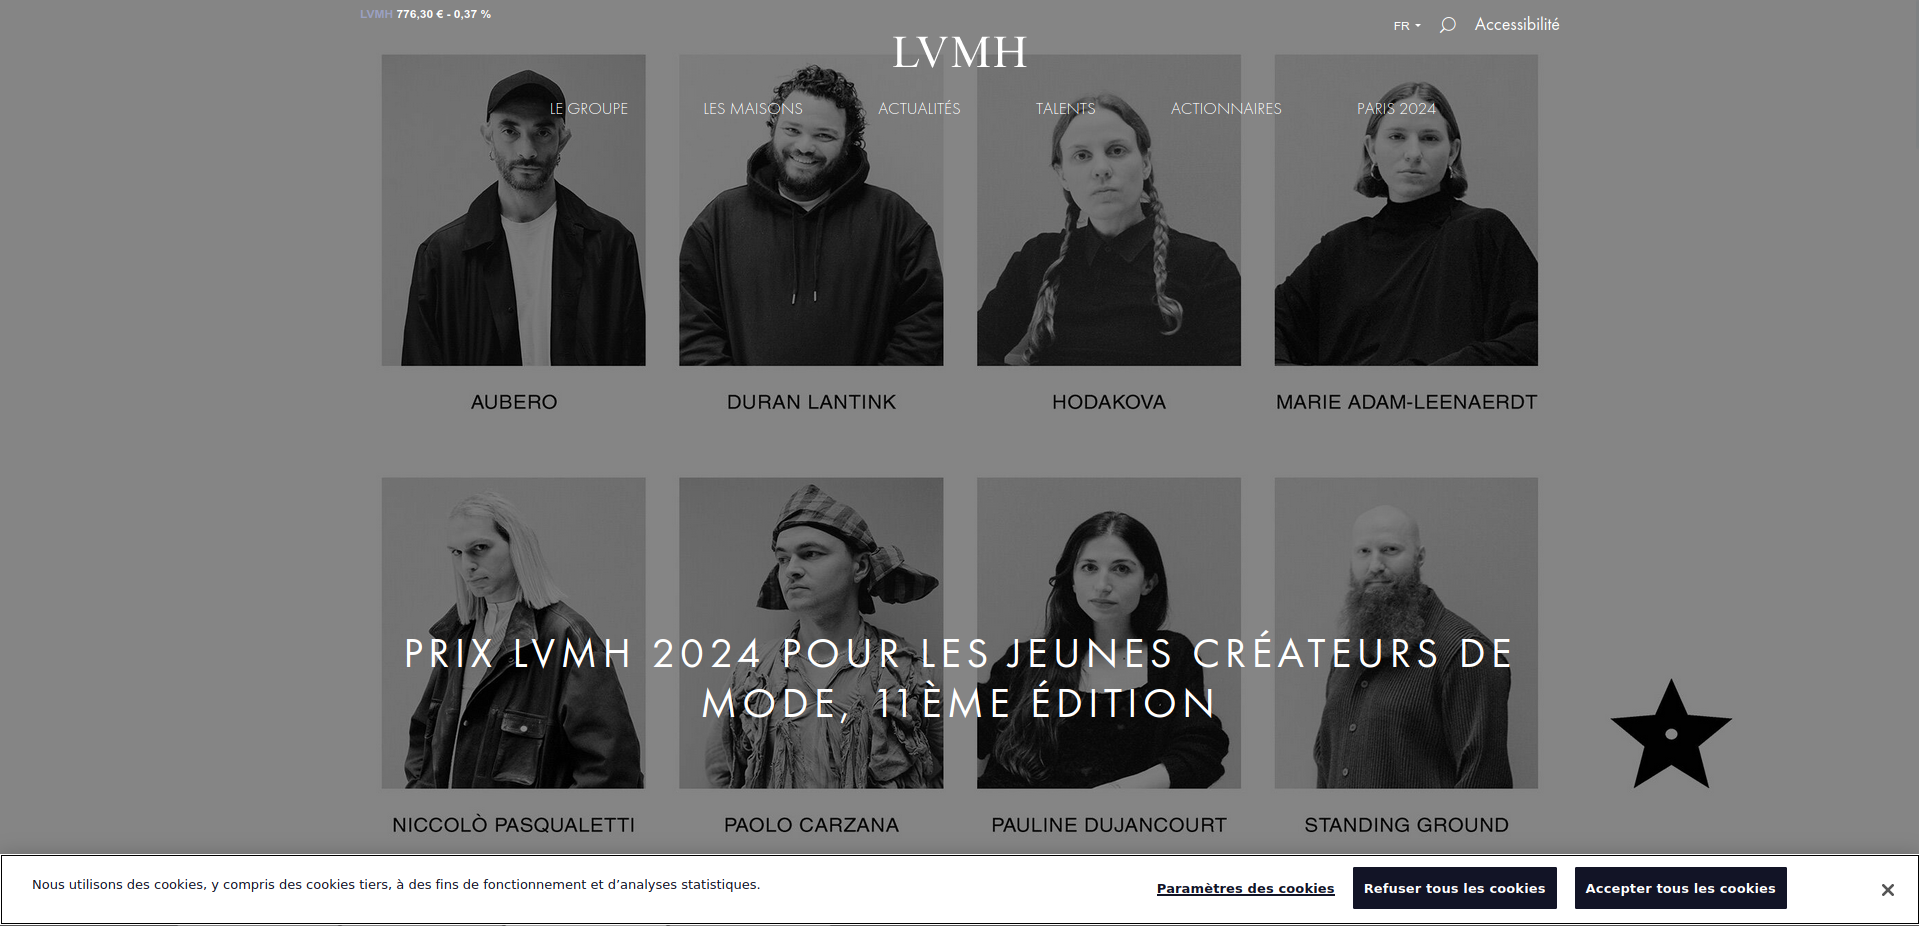 LVMH 776,30 € - 0,37 %
FR
Accessibilité
LVMH
LE GROUPE
LES MAISONS
ACTUALITÉS
TALENTS
ACTIONNAIRES
PARIS 2024
AUBERO
DURAN LANTINK
HODAKOVA
MARIE ADAM-LEENAERDT
PRIX LVMH 2024 POUR LES JEUNES CRÉATEURS DE
MODE, 11ÈME ÉDITION
NICCOLÒ PASQUALETTI
PAOLO CARZANA
PAULINE DUJANCOURT
STANDING GROUND
Nous utilisons des cookies, y compris des cookies tiers, à des fins de fonctionnement et d’analyses statistiques.
Paramètres des cookies
Refuser tous les cookies
Accepter tous les cookies